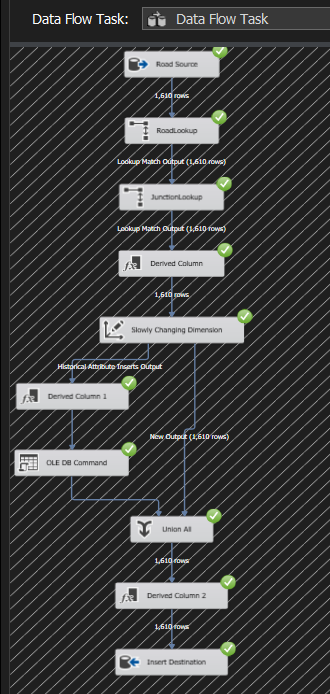 Data Flow Task:
Data Flow Task
Road Source
1,610 rows
RoadLookup
Lookup Match Output (1,610 rows)
JunctionLookup
Lookup Match Output (1,610 rows)
Derived Column
1,610 rows
Slowly Changing Dimension
Historical Attribute Inserts Output
Derived Column 1
New Output (1,610 rows)
OLE DB Command
Union All
1,610 rows
Derived Column 2
1,610 rows
Insert Destination